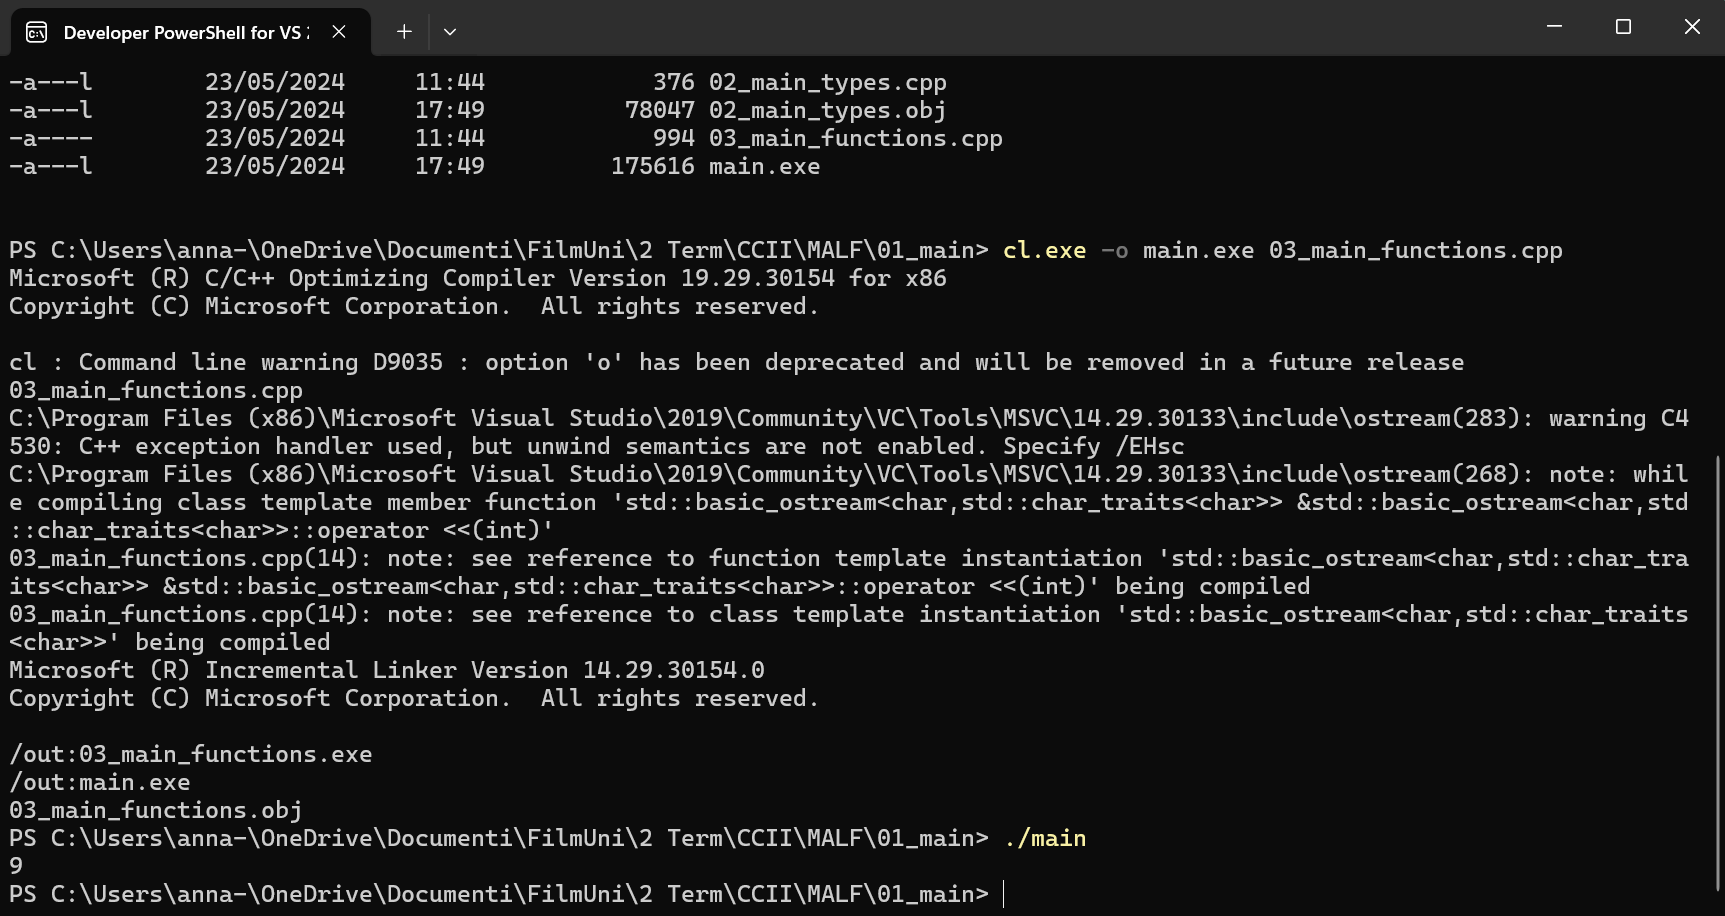 Developer PowerShell for VS 2
-a---l        23/05/2024     11:44            376 02_main_types.cpp
-a---l        23/05/2024     17:49          78047 02_main_types.obj
-a----        23/05/2024     11:44            994 03_main_functions.cpp
-a---l        23/05/2024     17:49         175616 main.exe
PS C:\Users\anna-\OneDrive\Documenti\FilmUni\2 Term\CCII\MALF\01_main> cl.exe -o main.exe 03_main_functions.cpp
Microsoft (R) C/C++ Optimizing Compiler Version 19.29.30154 for x86
Copyright (C) Microsoft Corporation.  All rights reserved.
cl : Command line warning D9035 : option 'o' has been deprecated and will be removed in a future release
03_main_functions.cpp
C:\Program Files (x86)\Microsoft Visual Studio\2019\Community\VC\Tools\MSVC\14.29.30133\include\ostream(283): warning C4
530: C++ exception handler used, but unwind semantics are not enabled. Specify /EHsc
C:\Program Files (x86)\Microsoft Visual Studio\2019\Community\VC\Tools\MSVC\14.29.30133\include\ostream(268): note: whil
e compiling class template member function 'std::basic_ostream<char,std::char_traits<char>> &std::basic_ostream<char,std
::char_traits<char>>::operator <<(int)'
03_main_functions.cpp(14): note: see reference to function template instantiation 'std::basic_ostream<char,std::char_tra
its<char>> &std::basic_ostream<char,std::char_traits<char>>::operator <<(int)' being compiled
03_main_functions.cpp(14): note: see reference to class template instantiation 'std::basic_ostream<char,std::char_traits
<char>>' being compiled
Microsoft (R) Incremental Linker Version 14.29.30154.0
Copyright (C) Microsoft Corporation.  All rights reserved.
/out:03_main_functions.exe
/out:main.exe
03_main_functions.obj
PS C:\Users\anna-\OneDrive\Documenti\FilmUni\2 Term\CCII\MALF\01_main> ./main
9
PS C:\Users\anna-\OneDrive\Documenti\FilmUni\2 Term\CCII\MALF\01_main>